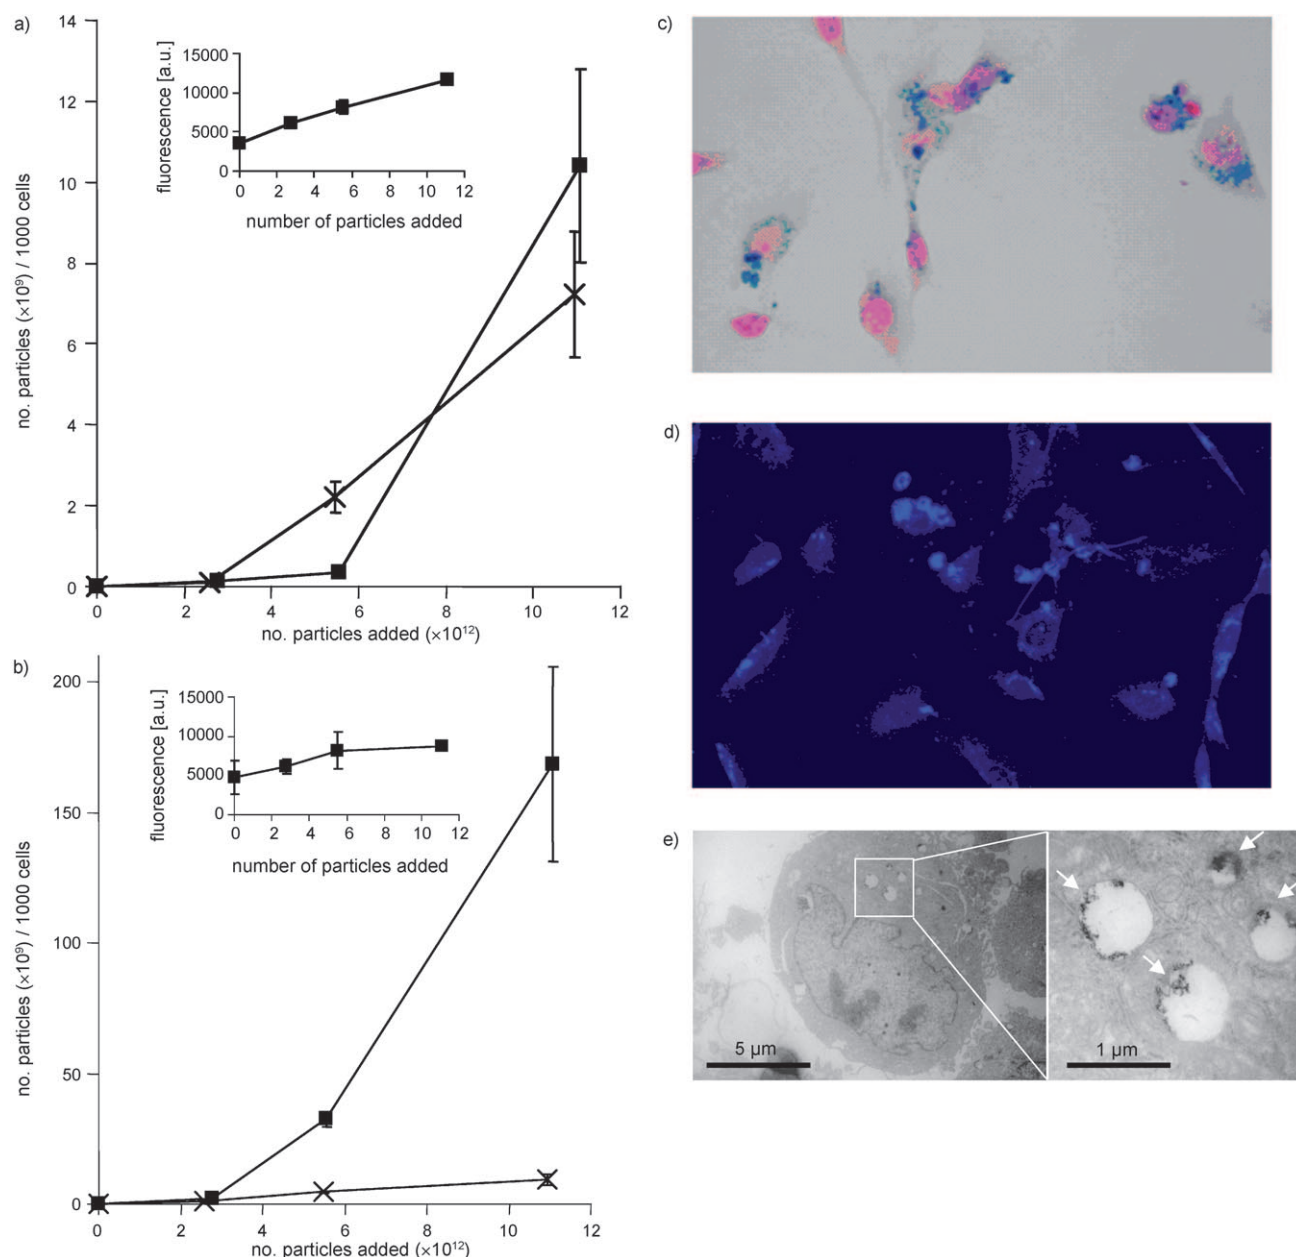 a)
no. particles (×10⁹) / 1000 cells
14
12
10
8
6
4
2
0
0 2 4 6 8 10 12
no. particles added (×10¹²)
fluorescence [a.u.]
15000
10000
5000
0
0 2 4 6 8 10 12
number of particles added
b)
no. particles (×10⁹) / 1000 cells
200
150
100
50
0
0 2 4 6 8 10 12
no. particles added (×10¹²)
fluorescence [a.u.]
15000
10000
5000
0
0 2 4 6 8 10 12
number of particles added
c)
d)
e)
5 µm
1 µm